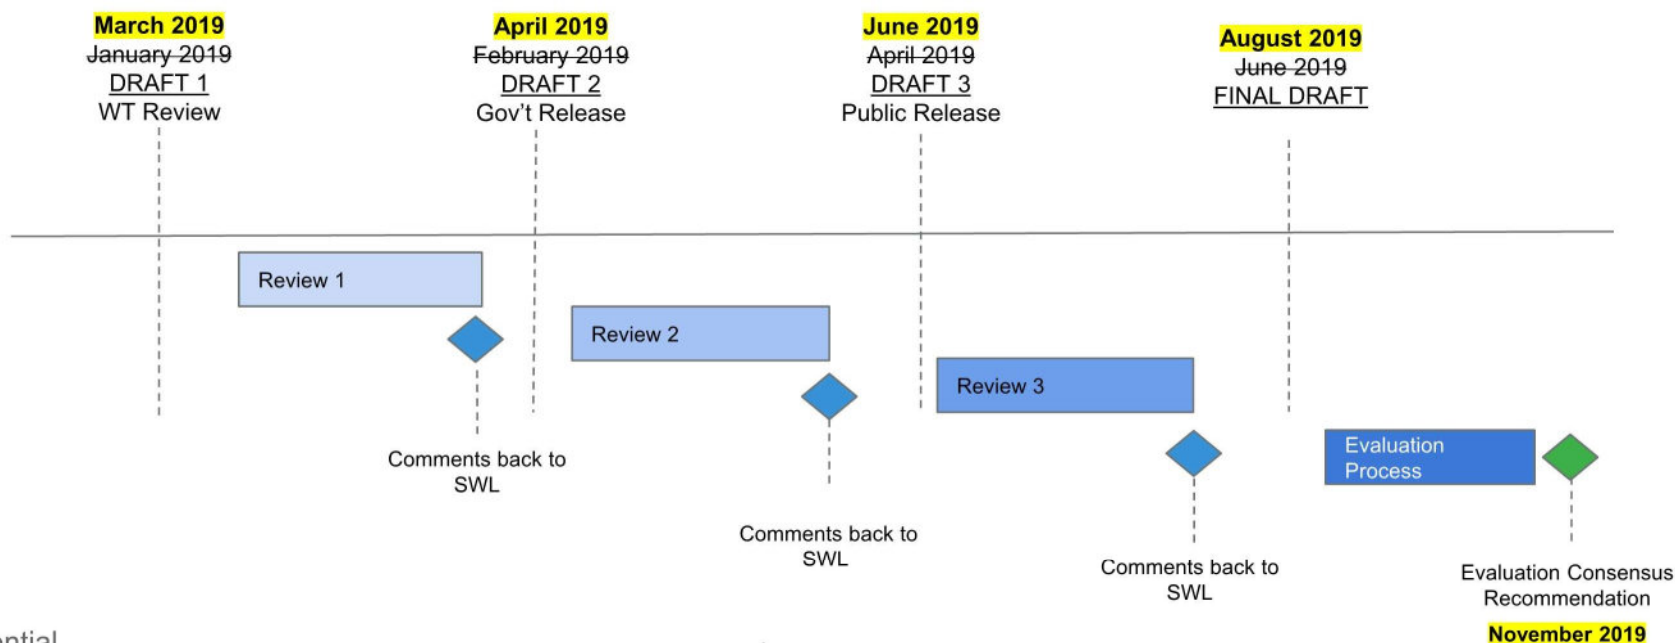 March 2019
January 2019
DRAFT 1
WT Review
April 2019
February 2019
DRAFT 2
Gov't Release
June 2019
April 2019
DRAFT 3
Public Release
August 2019
June 2019
FINAL DRAFT
Review 1
Review 2
Review 3
Evaluation
Process
Comments back to
SWL
Comments back to
SWL
Comments back to
SWL
Evaluation Consensus
Recommendation
November 2019